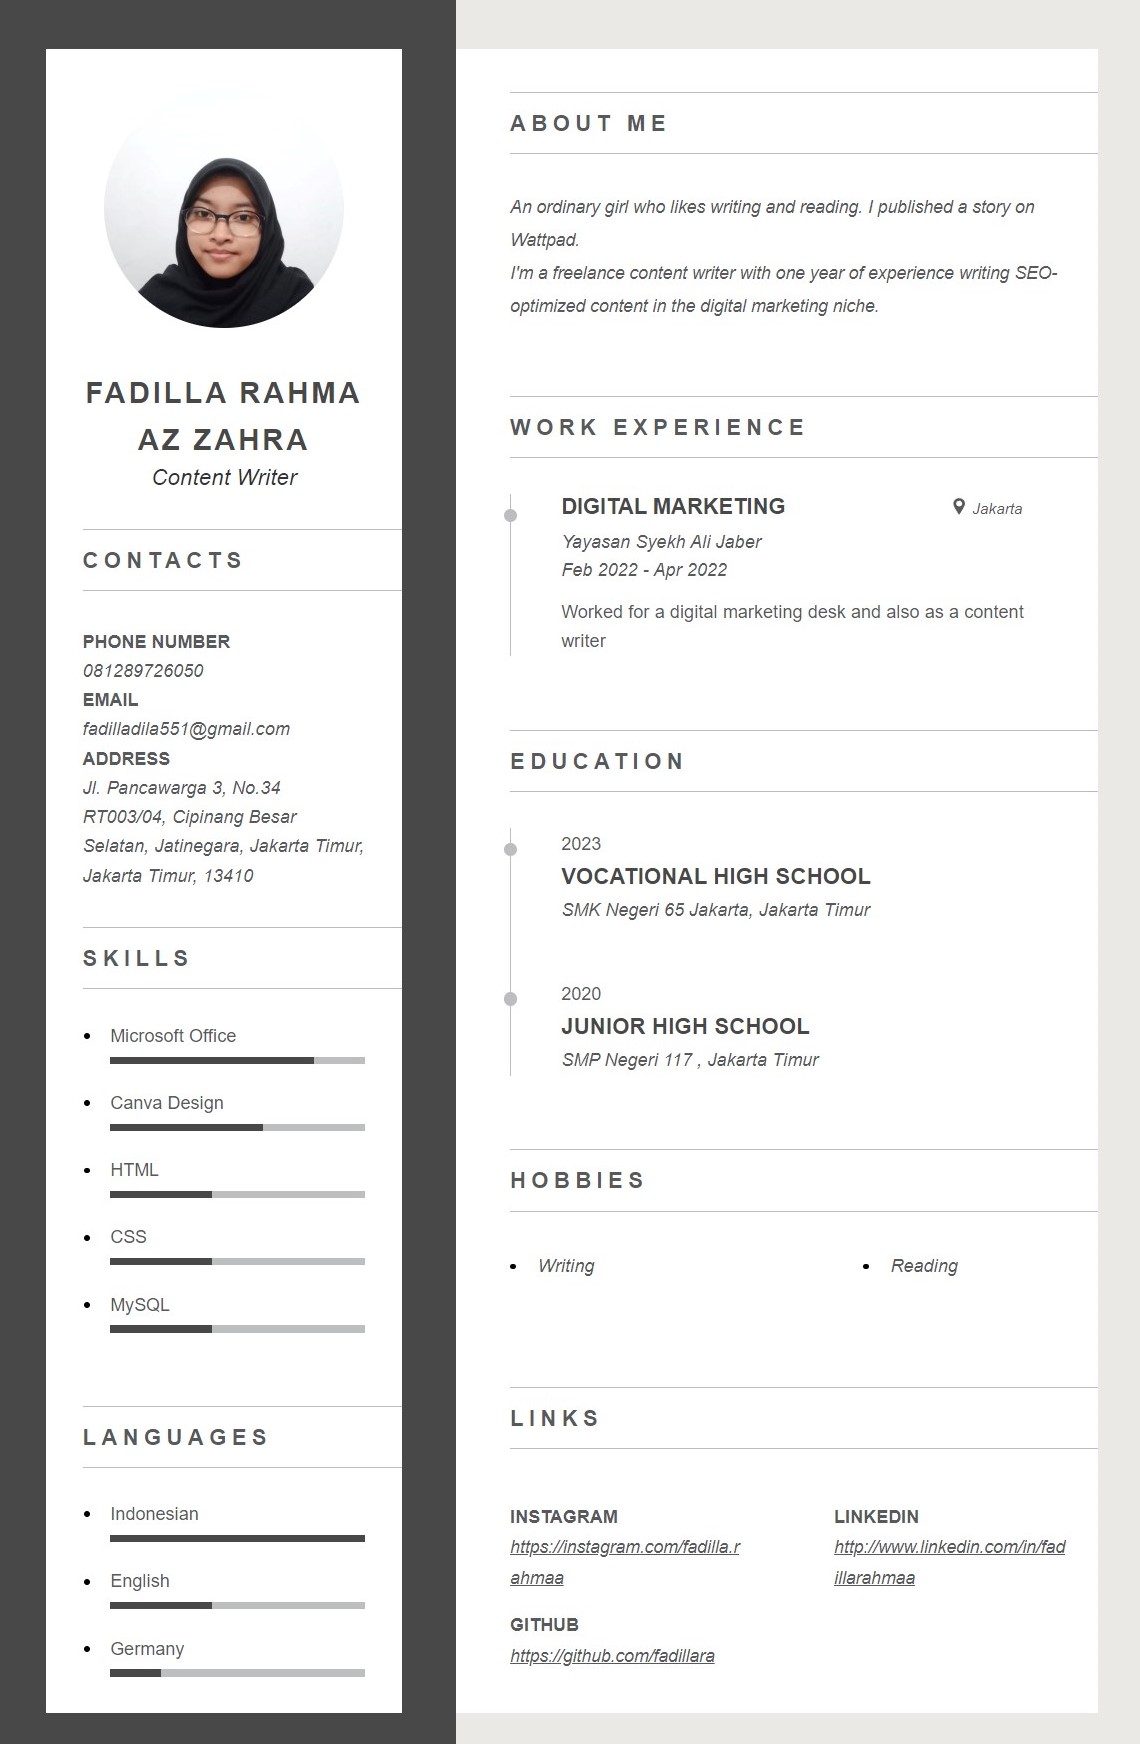 FADILLA RAHMA
AZ ZAHRA
Content Writer
CONTACTS
PHONE NUMBER
081289726050
EMAIL
fadilladila551@gmail.com
ADDRESS
Jl. Pancawarga 3, No.34
RT003/04, Cipinang Besar
Selatan, Jatinegara, Jakarta Timur,
Jakarta Timur, 13410
SKILLS
Microsoft Office
Canva Design
HTML
CSS
MySQL
LANGUAGES
Indonesian
English
Germany
ABOUT ME
An ordinary girl who likes writing and reading. I published a story on
Wattpad.
I'm a freelance content writer with one year of experience writing SEO-
optimized content in the digital marketing niche.
WORK EXPERIENCE
DIGITAL MARKETING
Jakarta
Yayasan Syekh Ali Jaber
Feb 2022 - Apr 2022
Worked for a digital marketing desk and also as a content
writer
EDUCATION
2023
VOCATIONAL HIGH SCHOOL
SMK Negeri 65 Jakarta, Jakarta Timur
2020
JUNIOR HIGH SCHOOL
SMP Negeri 117 , Jakarta Timur
HOBBIES
Writing
Reading
LINKS
INSTAGRAM
https://instagram.com/fadilla.r
ahmaa
LINKEDIN
http://www.linkedin.com/in/fad
illarahmaa
GITHUB
https://github.com/fadillara